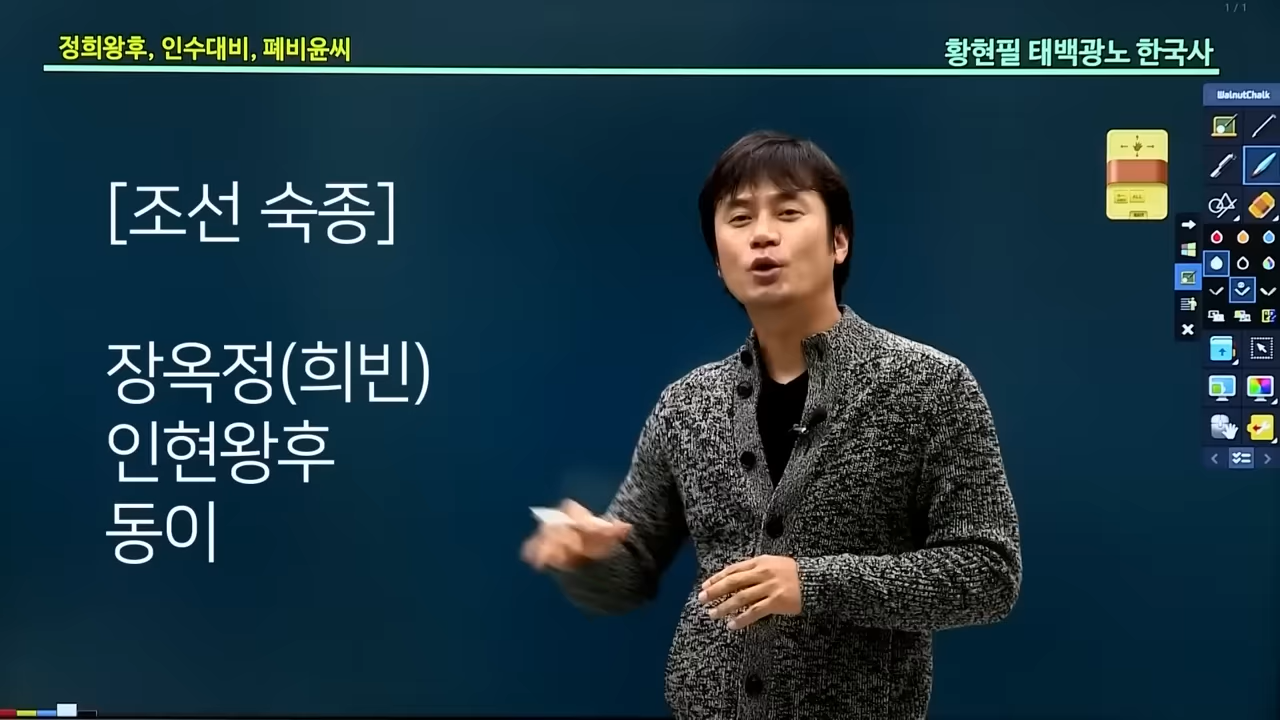 1 / 1
정희왕후, 인수대비, 폐비윤씨
황현필 태백광노 한국사
WalnutChalk
[조선 숙종]
장옥정(희빈)
인현왕후
동이